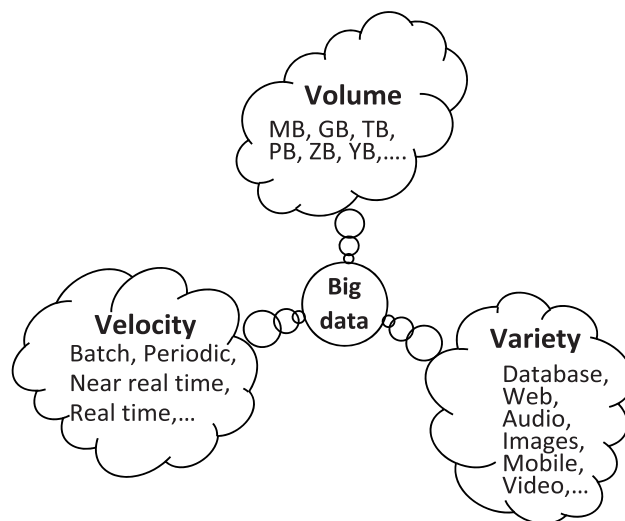 Volume
MB, GB, TB,
PB, ZB, YB,....
Big
data
Velocity
Batch, Periodic,
Near real time,
Real time,...
Variety
Database,
Web,
Audio,
Images,
Mobile,
Video,...